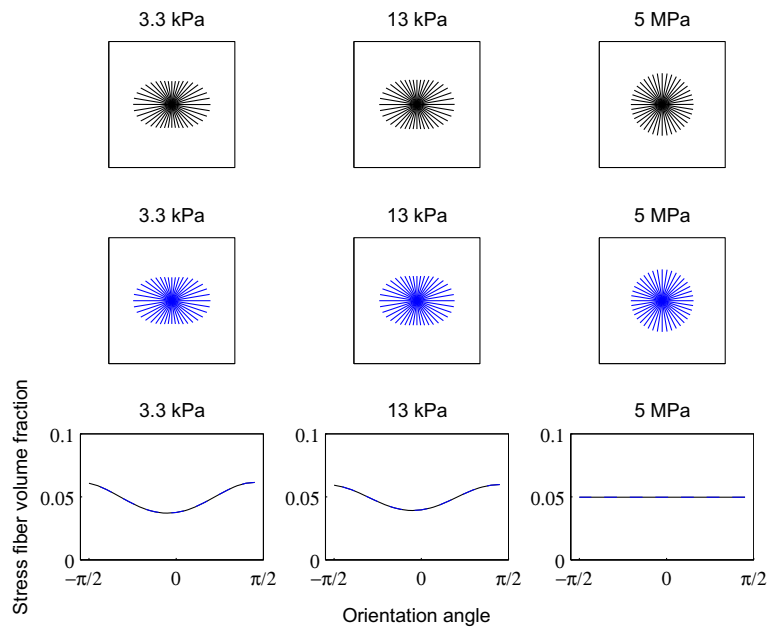 3.3 kPa 13 kPa 5 MPa
3.3 kPa 13 kPa 5 MPa
3.3 kPa 13 kPa 5 MPa
Stress fiber volume fraction
0.1 0.1 0.1
0.05 0.05 0.05
0 0 0
−π/2 0 π/2 −π/2 0 π/2 −π/2 0 π/2
Orientation angle